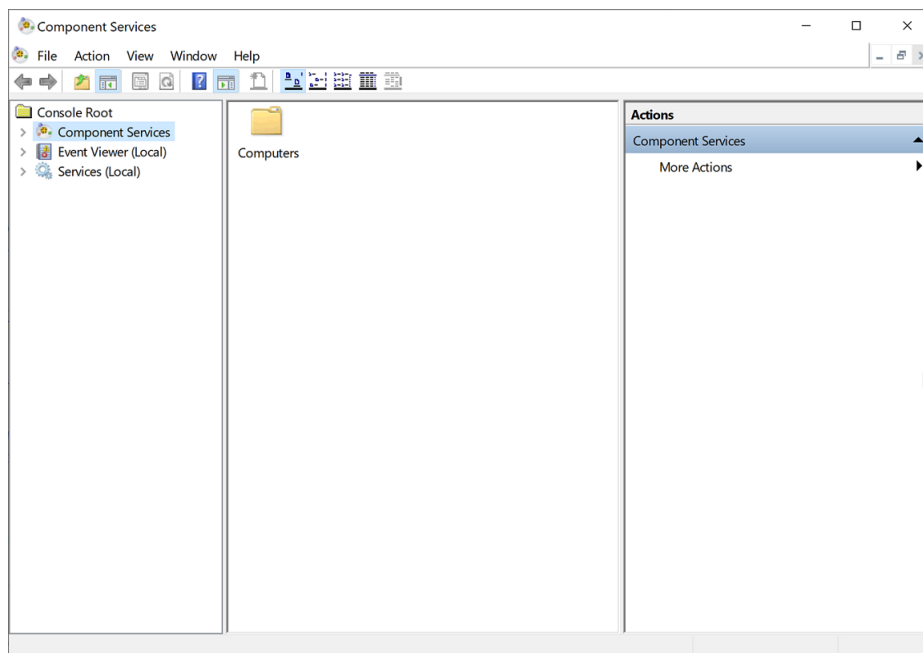 Component Services
File Action View Window Help
Console Root
Component Services
Event Viewer (Local)
Services (Local)
Computers
Actions
Component Services
More Actions